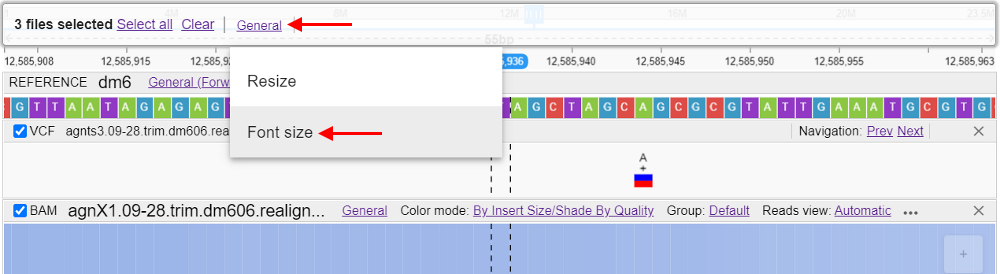 4M 8M 12M 16M 20M 23.5M
3 files selected Select all Clear General
55bp
12,585,908 12,585,915 12,585,92 ,936 12,585,940 12,585,945 12,585,950 12,585,955 12,585,963
Resize
REFERENCE dm6 General (Forw
G T T A A T A G A G A G A G C T A G C A G C G C G T A T T G A A A T G C G T G
Font size
VCF agnts3.09-28.trim.dm606.rea Navigation: Prev Next
A
+
BAM agnX1.09-28.trim.dm606.realign... General Color mode: By Insert Size/Shade By Quality Group: Default Reads view: Automatic •••
+